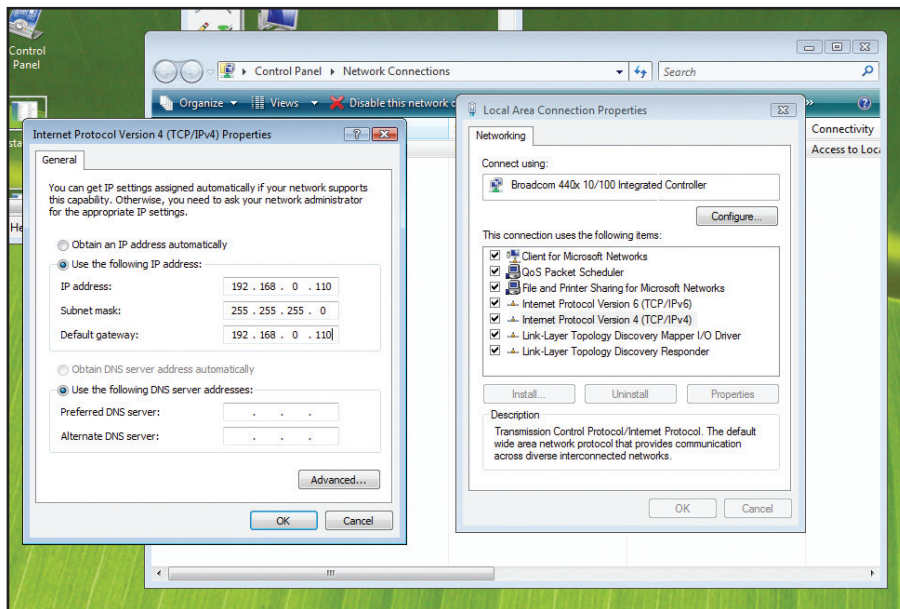 Control
Panel
Control Panel
Network Connections
Search
Organize
Views
Disable this network
Connectivity
Access to Loca
Internet Protocol Version 4 (TCP/IPv4) Properties
General
You can get IP settings assigned automatically if your network supports
this capability. Otherwise, you need to ask your network administrator
for the appropriate IP settings.
Obtain an IP address automatically
Use the following IP address:
IP address: 192 . 168 . 0 . 110
Subnet mask: 255 . 255 . 255 . 0
Default gateway: 192 . 168 . 0 . 110
Obtain DNS server address automatically
Use the following DNS server addresses:
Preferred DNS server: . . .
Alternate DNS server: . . .
Advanced...
OK Cancel
Local Area Connection Properties
Networking
Connect using:
Broadcom 440x 10/100 Integrated Controller
Configure...
This connection uses the following items:
Client for Microsoft Networks
QoS Packet Scheduler
File and Printer Sharing for Microsoft Networks
Internet Protocol Version 6 (TCP/IPv6)
Internet Protocol Version 4 (TCP/IPv4)
Link-Layer Topology Discovery Mapper I/O Driver
Link-Layer Topology Discovery Responder
Install... Uninstall Properties
Description
Transmission Control Protocol/Internet Protocol. The default
wide area network protocol that provides communication
across diverse interconnected networks.
OK Cancel